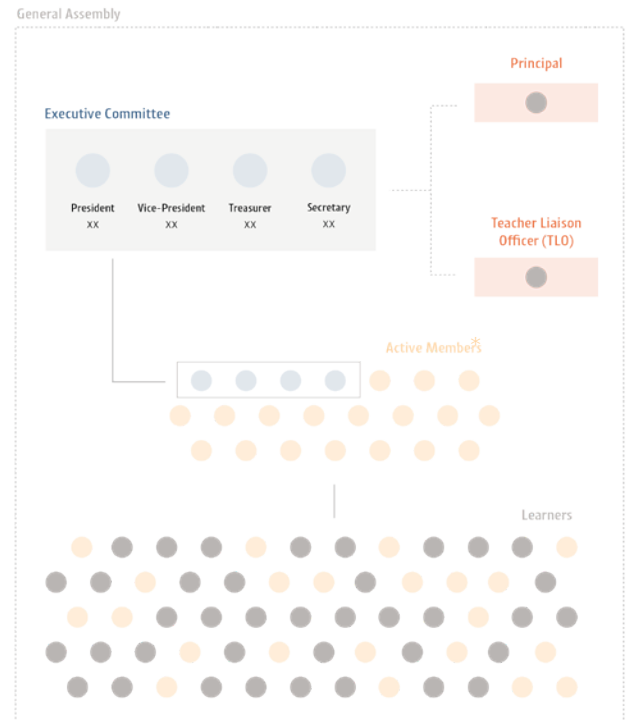 General Assembly
Principal
Executive Committee
President Vice-President Treasurer Secretary
xx xx xx xx
Teacher Liaison
Officer (TLO)
Active Members*
Learners